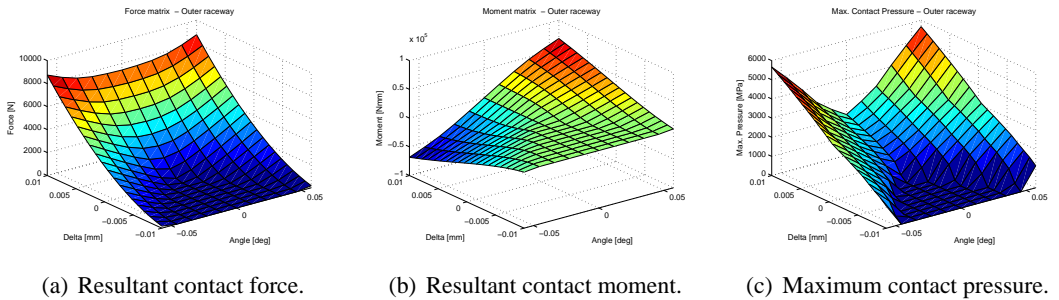 Force matrix – Outer raceway
10000
8000
6000
4000
2000
0
Force [N]
0.01
0.005
0
−0.005
−0.01
Delta [mm]
−0.05
0
0.05
Angle [deg]
(a) Resultant contact force.
Moment matrix – Outer raceway
x 10^5
1
0.5
0
−0.5
−1
Moment [Nmm]
0.01
0.005
0
−0.005
−0.01
Delta [mm]
−0.05
0
0.05
Angle [deg]
(b) Resultant contact moment.
Max. Contact Pressure – Outer raceway
6000
5000
4000
3000
2000
1000
0
Max. Pressure [MPa]
0.01
0.005
0
−0.005
−0.01
Delta [mm]
−0.05
0
0.05
Angle [deg]
(c) Maximum contact pressure.